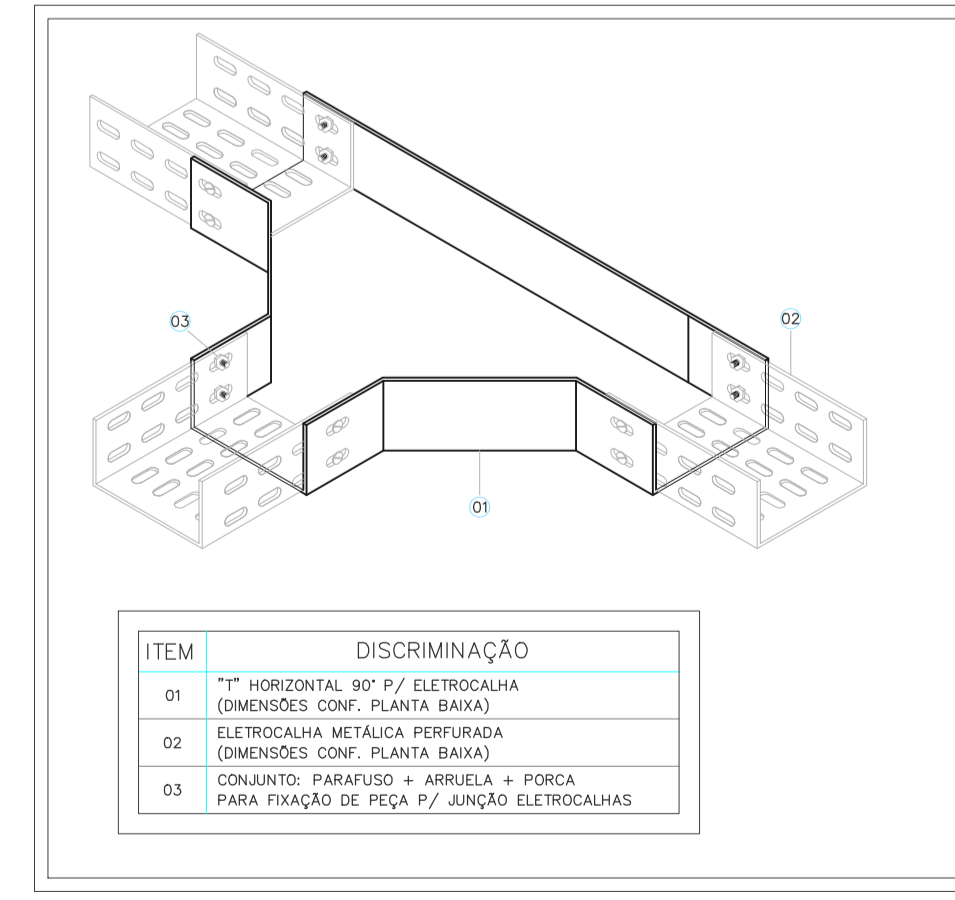 03
02
01
ITEM DISCRIMINAÇÃO
01 "T" HORIZONTAL 90° P/ ELETROCALHA
(DIMENSÕES CONF. PLANTA BAIXA)
02 ELETROCALHA METÁLICA PERFURADA
(DIMENSÕES CONF. PLANTA BAIXA)
03 CONJUNTO: PARAFUSO + ARRUELA + PORCA
PARA FIXAÇÃO DE PEÇA P/ JUNÇÃO ELETROCALHAS